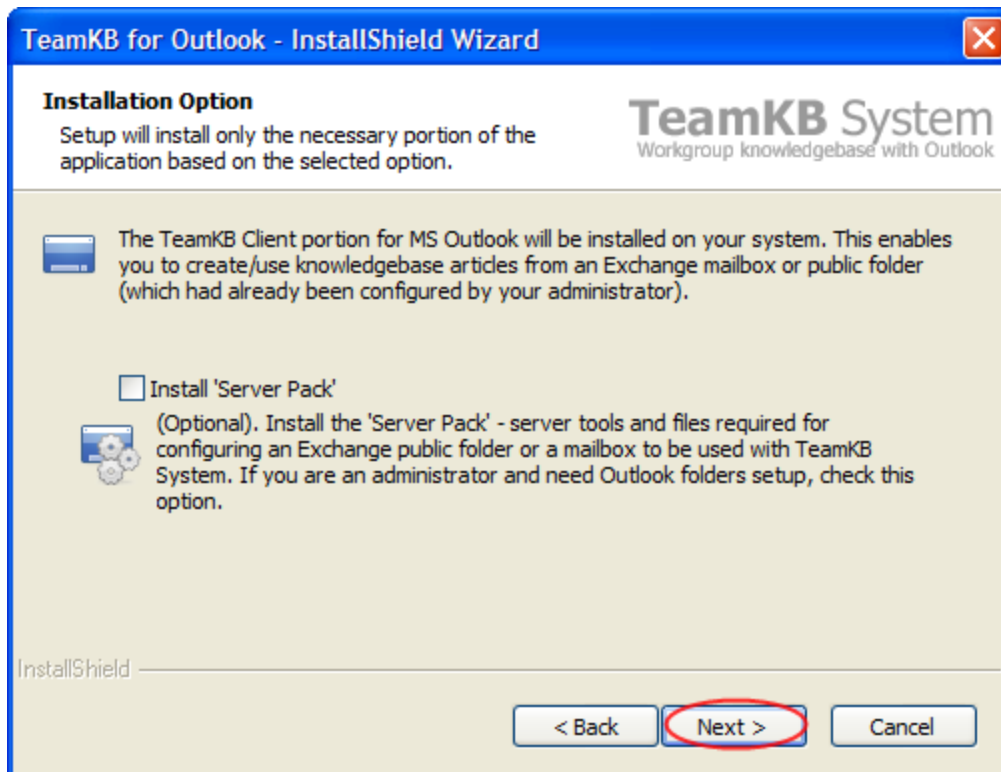 TeamKB for Outlook - InstallShield Wizard
Installation Option
Setup will install only the necessary portion of the
application based on the selected option.
TeamKB System
Workgroup knowledgebase with Outlook
The TeamKB Client portion for MS Outlook will be installed on your system. This enables
you to create/use knowledgebase articles from an Exchange mailbox or public folder
(which had already been configured by your administrator).
Install 'Server Pack'
(Optional). Install the 'Server Pack' - server tools and files required for
configuring an Exchange public folder or a mailbox to be used with TeamKB
System. If you are an administrator and need Outlook folders setup, check this
option.
InstallShield
< Back
Next >
Cancel